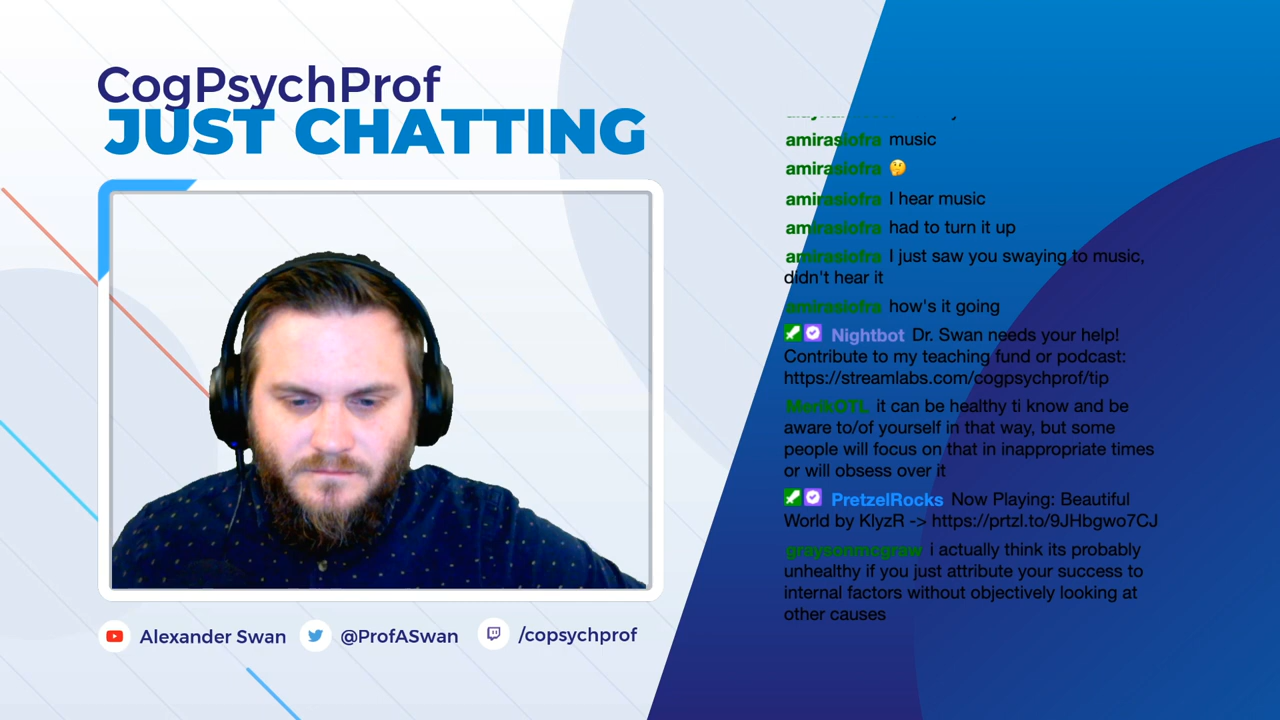 CogPsychProf
JUST CHATTING
Alexander Swan
@ProfASwan
/copsychprof
amirasiofra music
amirasiofra 🤔
amirasiofra I hear music
amirasiofra had to turn it up
amirasiofra I just saw you swaying to music,
didn't hear it
amirasiofra how's it going
Nightbot Dr. Swan needs your help!
Contribute to my teaching fund or podcast:
https://streamlabs.com/cogpsychprof/tip
MerikOTL it can be healthy ti know and be
aware to/of yourself in that way, but some
people will focus on that in inappropriate times
or will obsess over it
PretzelRocks Now Playing: Beautiful
World by KlyzR -> https://prtzl.to/9JHbgwo7CJ
graysonmcgraw i actually think its probably
unhealthy if you just attribute your success to
internal factors without objectively looking at
other causes